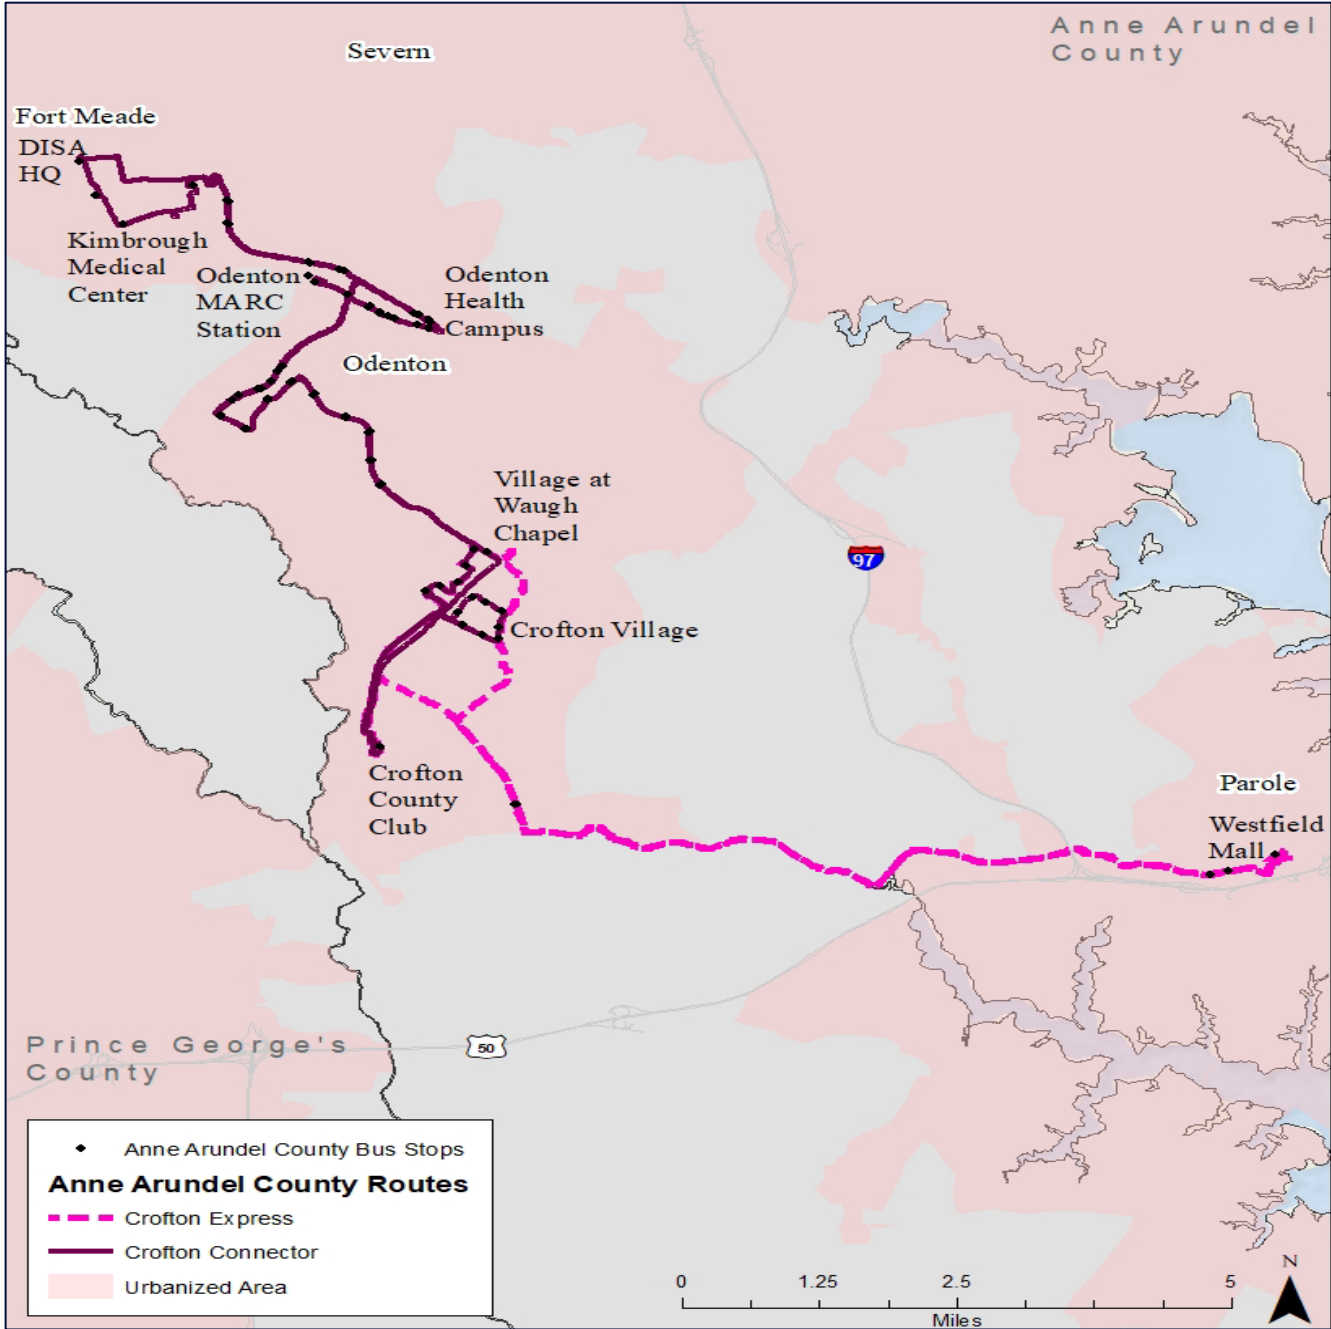 Anne Arundel
County
Severn
Fort Meade
DISA
HQ
Kimbrough
Medical
Center
Odenton
MARC
Station
Odenton
Health
Campus
Odenton
Village at
Waugh
Chapel
97
Crofton Village
Crofton
County
Club
Parole
Westfield
Mall
Prince George's
County
50
Anne Arundel County Bus Stops
Anne Arundel County Routes
Crofton Express
Crofton Connector
Urbanized Area
0 1.25 2.5 5
Miles
N